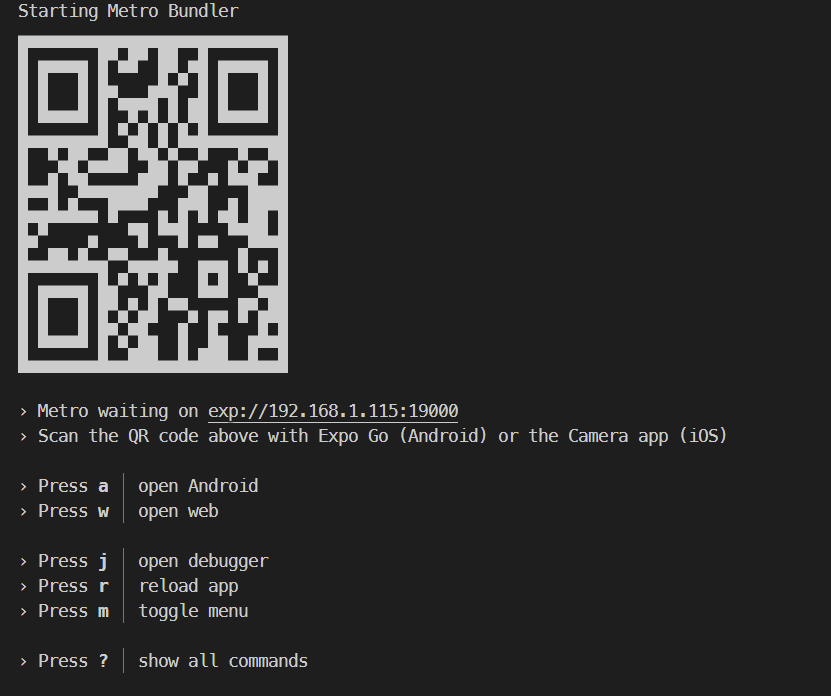 Starting Metro Bundler
› Metro waiting on exp://192.168.1.115:19000
› Scan the QR code above with Expo Go (Android) or the Camera app (iOS)
› Press a │ open Android
› Press w │ open web
› Press j │ open debugger
› Press r │ reload app
› Press m │ toggle menu
› Press ? │ show all commands